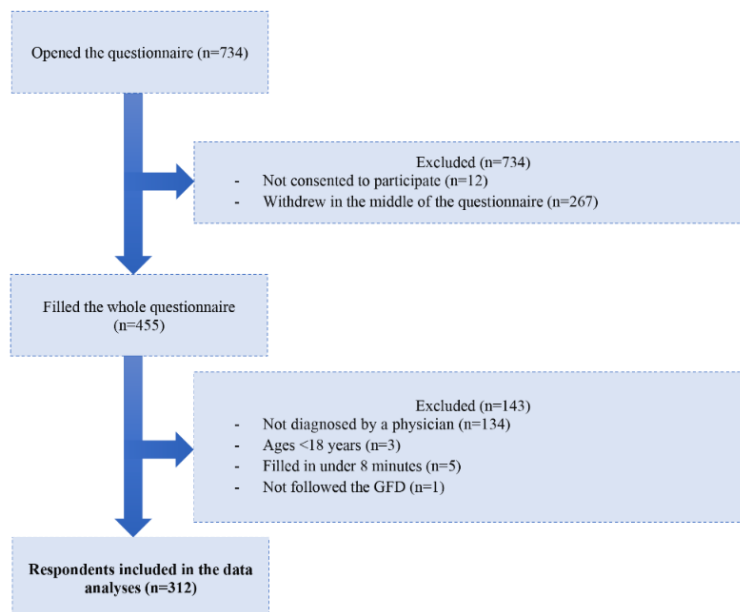 Opened the questionnaire (n=734)
Excluded (n=734)
- Not consented to participate (n=12)
- Withdrew in the middle of the questionnaire (n=267)
Filled the whole questionnaire
(n=455)
Excluded (n=143)
- Not diagnosed by a physician (n=134)
- Ages <18 years (n=3)
- Filled in under 8 minutes (n=5)
- Not followed the GFD (n=1)
Respondents included in the data
analyses (n=312)